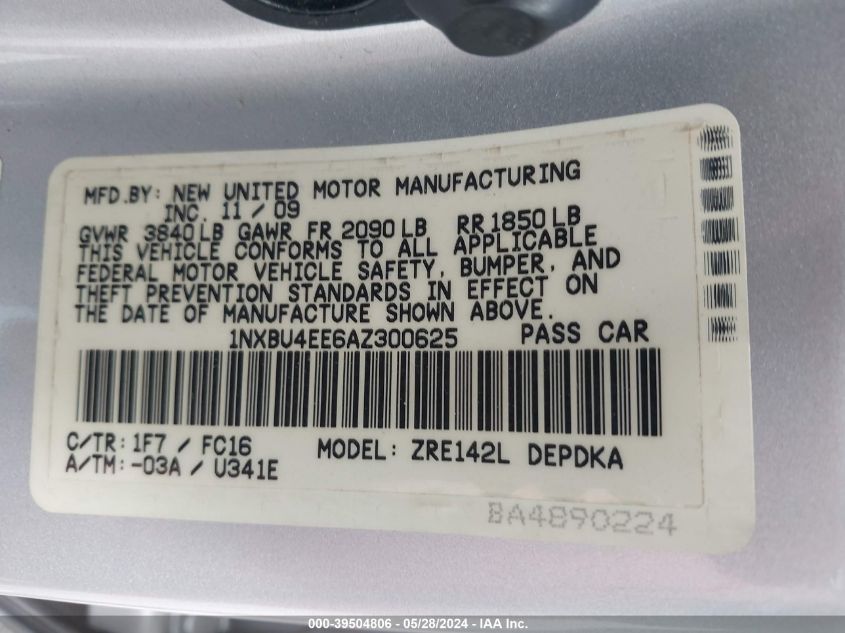 MFD.BY: NEW UNITED MOTOR MANUFACTURING
INC. 11 / 09
GVWR 3840 LB GAWR FR 2090 LB RR 1850 LB
THIS VEHICLE CONFORMS TO ALL APPLICABLE
FEDERAL MOTOR VEHICLE SAFETY, BUMPER, AND
THEFT PREVENTION STANDARDS IN EFFECT ON
THE DATE OF MANUFACTURE SHOWN ABOVE.
1NXBU4EE6AZ300625 PASS CAR
C/TR: 1F7 / FC16 MODEL: ZRE142L DEPDKA
A/TM: -03A / U341E
BA4890224
000-39504806 - 05/28/2024 - IAA Inc.